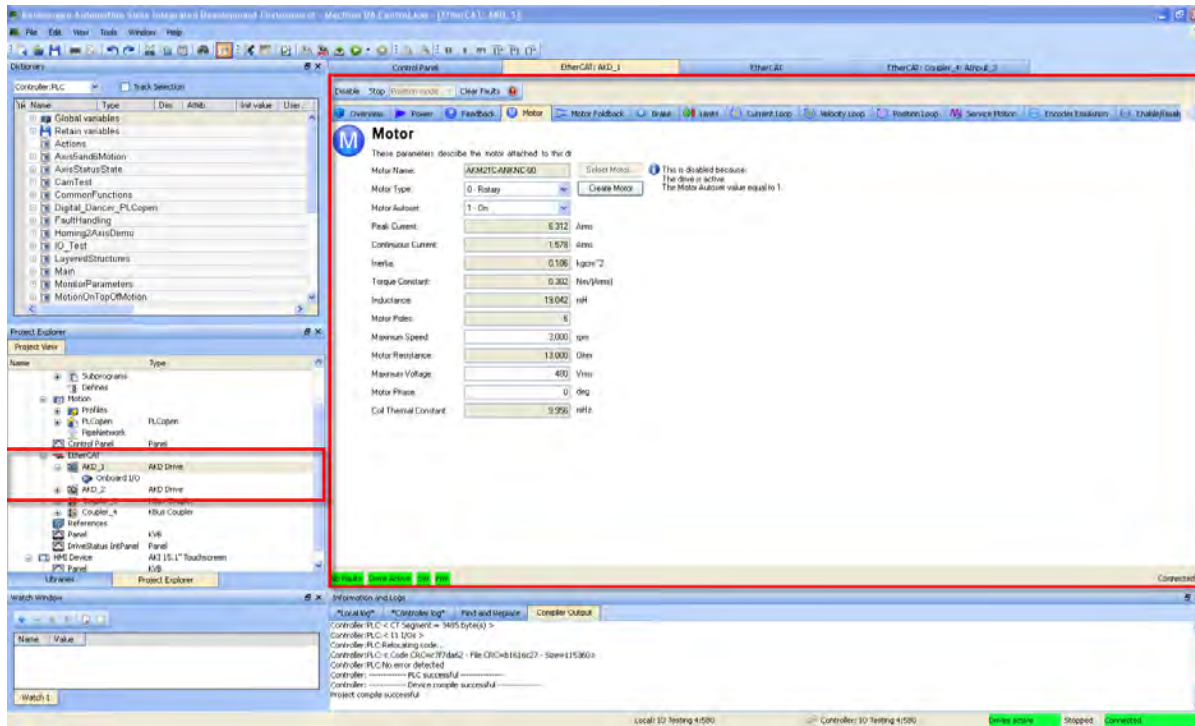 Kollmorgen Automation Suite Integrated Development Environment - [EtherCAT: AKD_1]
File Edit View Tools Window Help
Dictionary
Control Panel
EtherCAT: AKD_1
EtherCAT
Controller:PLC
Track Selection
Name Type Dim. Attrib. Init value User
Global variables
Retain variables
Actions
Axis5and6Motion
AxisStatusState
CamTest
CommonFunctions
Digital_Dancer_PLCopen
FaultHandling
Homing2AxisDemo
IO_Test
LayeredStructures
Main
MonitorParameters
MotionOnTopOfMotion
Disable Stop Position mode Clear Faults
Overview Power Feedback Motor Motor Foldback Brake Limits Current Loop Velocity Loop Position Loop Service Motion Encoder Emulation
Motor
These parameters describe the motor attached to the dr
Motor Name: AKM21C-ANKNC-00 Select Motor...
This is disabled because:
The drive is active.
The Motor Autoset value equal to 1.
Motor Type: 0 - Rotary Create Motor
Motor Autoset: 1 - On
Peak Current: 6.312 Arms
Continuous Current: 1.578 Arms
Inertia: 0.106 kgcm^2
Torque Constant: 0.302 Nm/(Arms)
Inductance: 19.042 mH
Motor Poles: 6
Maximum Speed: 3,000 rpm
Motor Resistance: 13.000 Ohm
Maximum Voltage: 480 Vrms
Motor Phase: 0 deg
Coil Thermal Constant: 9.956 mHz
Project Explorer
Project View
Name Type
Subprograms
Defines
Motion
Profiles
PLCopen PLCopen
PipeNetwork
Control Panel Panel
EtherCAT
AKD_1 AKD Drive
Onboard I/O
AKD_2 AKD Drive
Coupler_4 KBus Coupler
References
Panel KVB
DriveStatus IntPanel Panel
HMI Device AKI 15.1" Touchscreen
Panel KVB
Libraries Project Explorer
No Faults Drive Active SW HW
Connected
Watch Window
Name Value
Watch 1
Information and Logs
*Local log* *Controller log* Find and Replace Compiler Output
Controller:PLC:< CT Segment = 3485 byte(s) >
Controller:PLC:< 11 I/Os >
Controller:PLC:Relocating code...
Controller:PLC:No error detected
Controller: ------------- PLC successful -------------
Controller: ------------- Device compile successful -------------
Project compile successful
Local: IO Testing 4:580 Controller: IO Testing 4:580 Drives active Stopped Connected